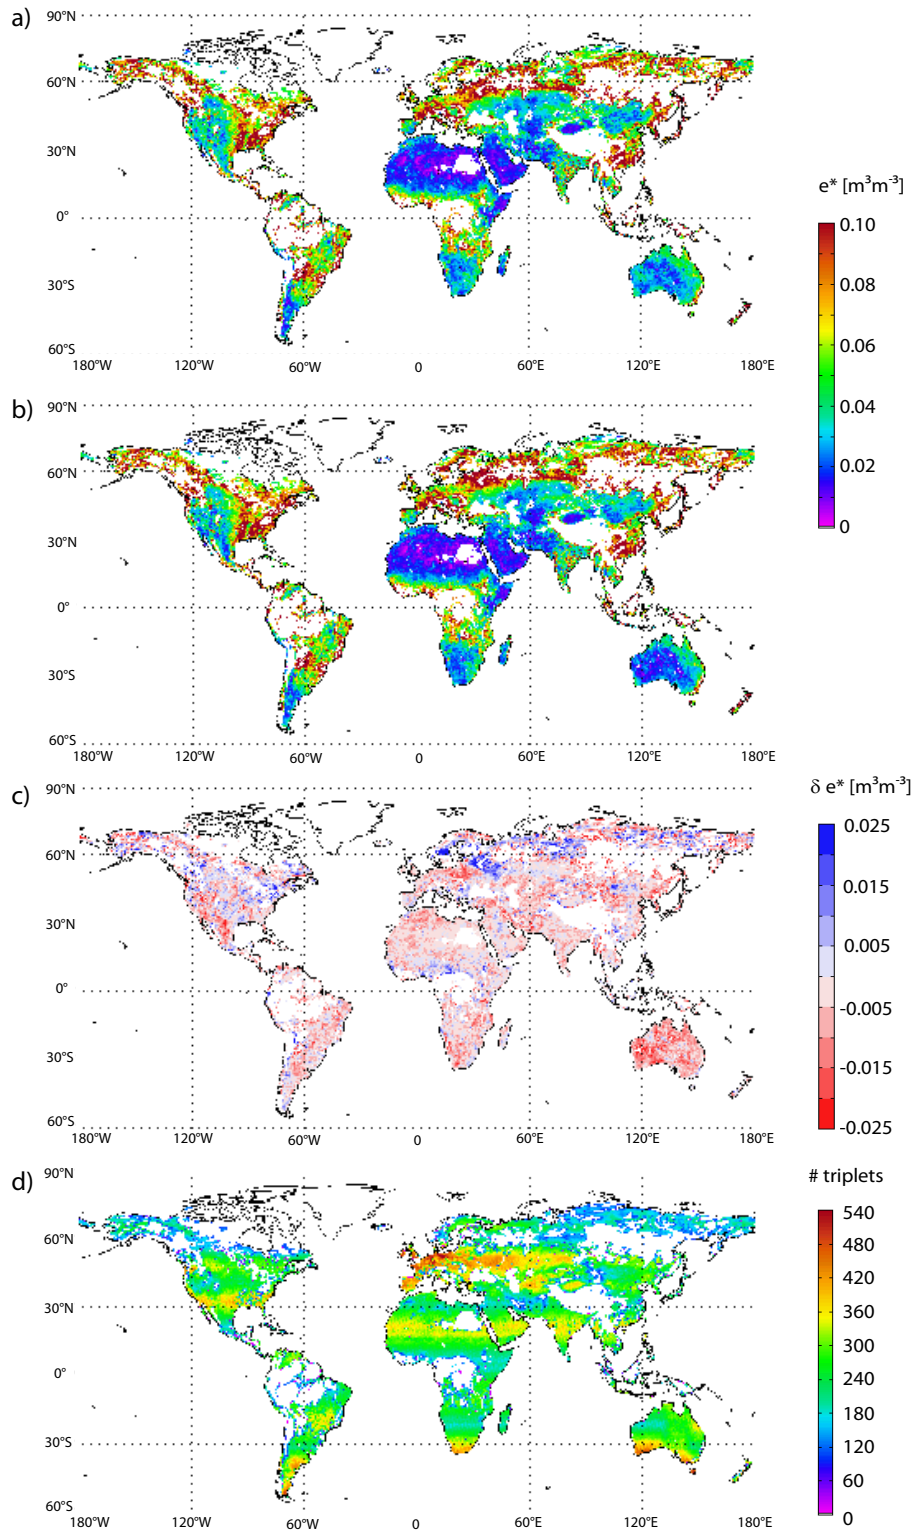 a)
90°N
60°N
30°N
0°
30°S
60°S
180°W
120°W
60°W
0
60°E
120°E
180°E
e* [m³m⁻³]
0.10
0.08
0.06
0.04
0.02
0
b)
90°N
60°N
30°N
0°
30°S
60°S
180°W
120°W
60°W
0
60°E
120°E
180°E
c)
90°N
60°N
30°N
0°
30°S
60°S
180°W
120°W
60°W
0
60°E
120°E
180°E
δ e* [m³m⁻³]
0.025
0.015
0.005
-0.005
-0.015
-0.025
d)
90°N
60°N
30°N
0°
30°S
60°S
180°W
120°W
60°W
0
60°E
120°E
180°E
# triplets
540
480
420
360
300
240
180
120
60
0